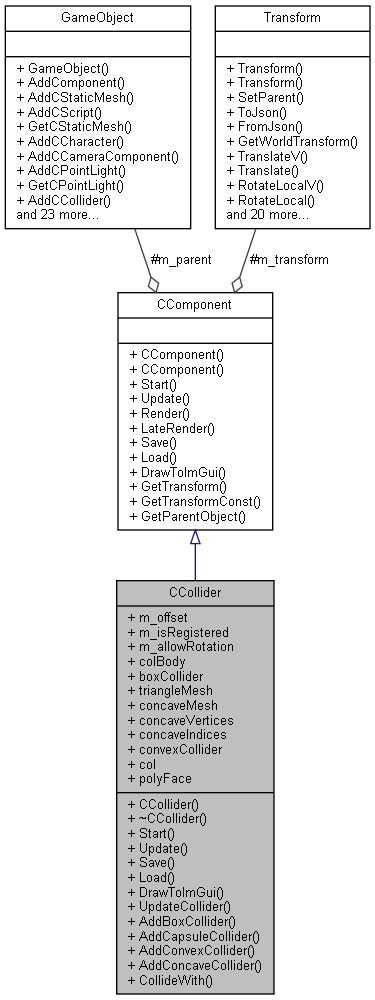 GameObject
+ GameObject()
+ AddComponent()
+ AddCStaticMesh()
+ AddCScript()
+ GetCStaticMesh()
+ AddCCharacter()
+ AddCCameraComponent()
+ AddCPointLight()
+ GetCPointLight()
+ AddCCollider()
and 23 more...
Transform
+ Transform()
+ Transform()
+ SetParent()
+ ToJson()
+ FromJson()
+ GetWorldTransform()
+ TranslateV()
+ Translate()
+ RotateLocalV()
+ RotateLocal()
and 20 more...
#m_parent
#m_transform
CComponent
+ CComponent()
+ CComponent()
+ Start()
+ Update()
+ Render()
+ LateRender()
+ Save()
+ Load()
+ DrawToImGui()
+ GetTransform()
+ GetTransformConst()
+ GetParentObject()
CCollider
+ m_offset
+ m_isRegistered
+ m_allowRotation
+ colBody
+ boxCollider
+ triangleMesh
+ concaveMesh
+ concaveVertices
+ concaveIndices
+ convexCollider
+ col
+ polyFace
+ CCollider()
+ ~CCollider()
+ Start()
+ Update()
+ Save()
+ Load()
+ DrawToImGui()
+ UpdateCollider()
+ AddBoxCollider()
+ AddCapsuleCollider()
+ AddConvexCollider()
+ AddConcaveCollider()
+ CollideWith()